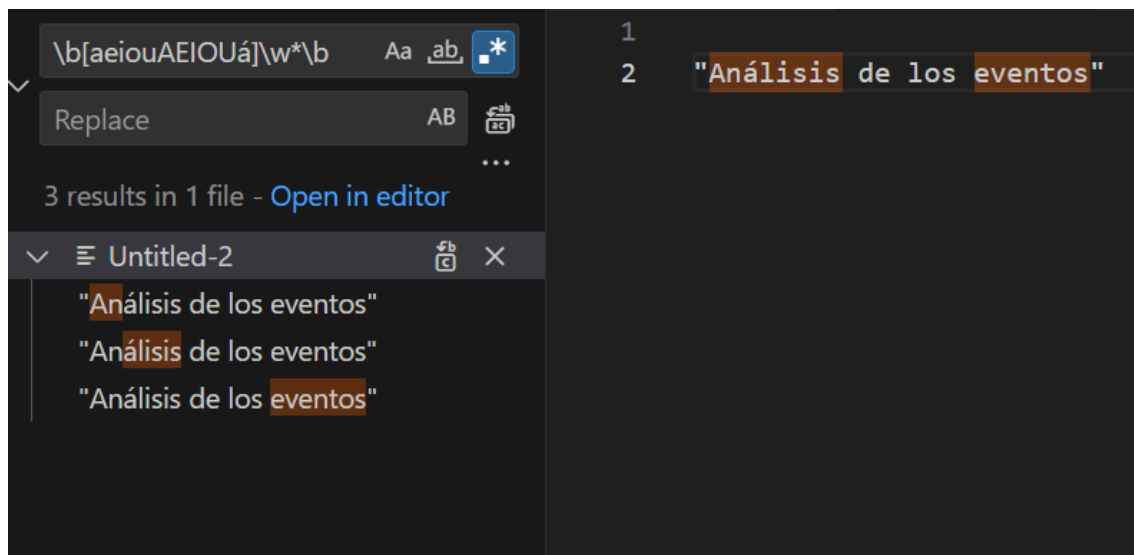 \b[aeiouAEIOUá]\w*\b Aa ab .*
Replace AB
...
3 results in 1 file - Open in editor
Untitled-2
"Análisis de los eventos"
"Análisis de los eventos"
"Análisis de los eventos"
1
2 "Análisis de los eventos"